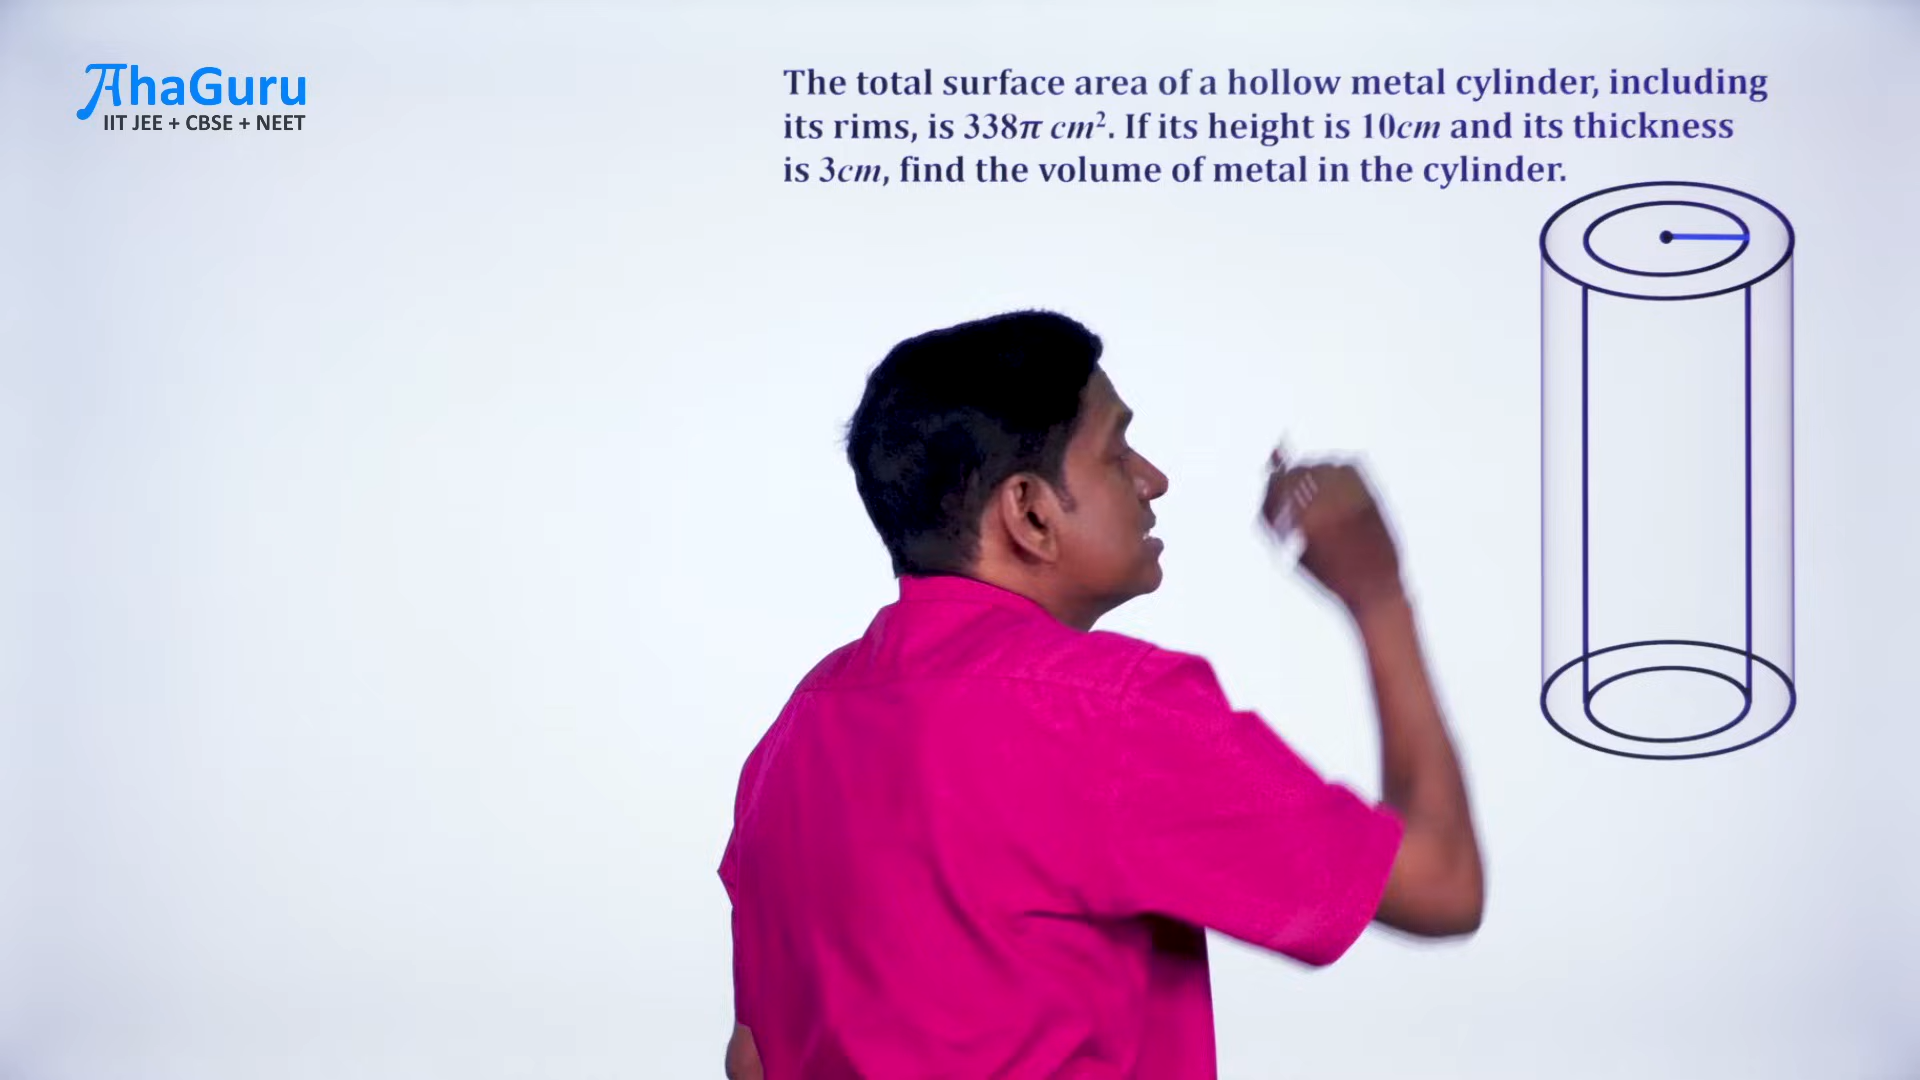 AhaGuru
IIT JEE + CBSE + NEET
The total surface area of a hollow metal cylinder, including
its rims, is 338π cm². If its height is 10cm and its thickness
is 3cm, find the volume of metal in the cylinder.